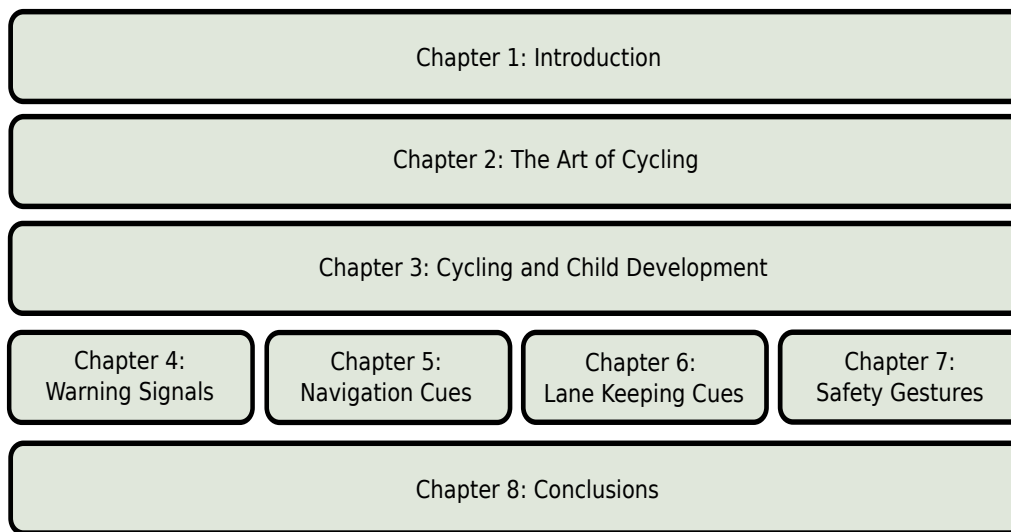 Chapter 1: Introduction
Chapter 2: The Art of Cycling
Chapter 3: Cycling and Child Development
Chapter 4:
Warning Signals
Chapter 5:
Navigation Cues
Chapter 6:
Lane Keeping Cues
Chapter 7:
Safety Gestures
Chapter 8: Conclusions